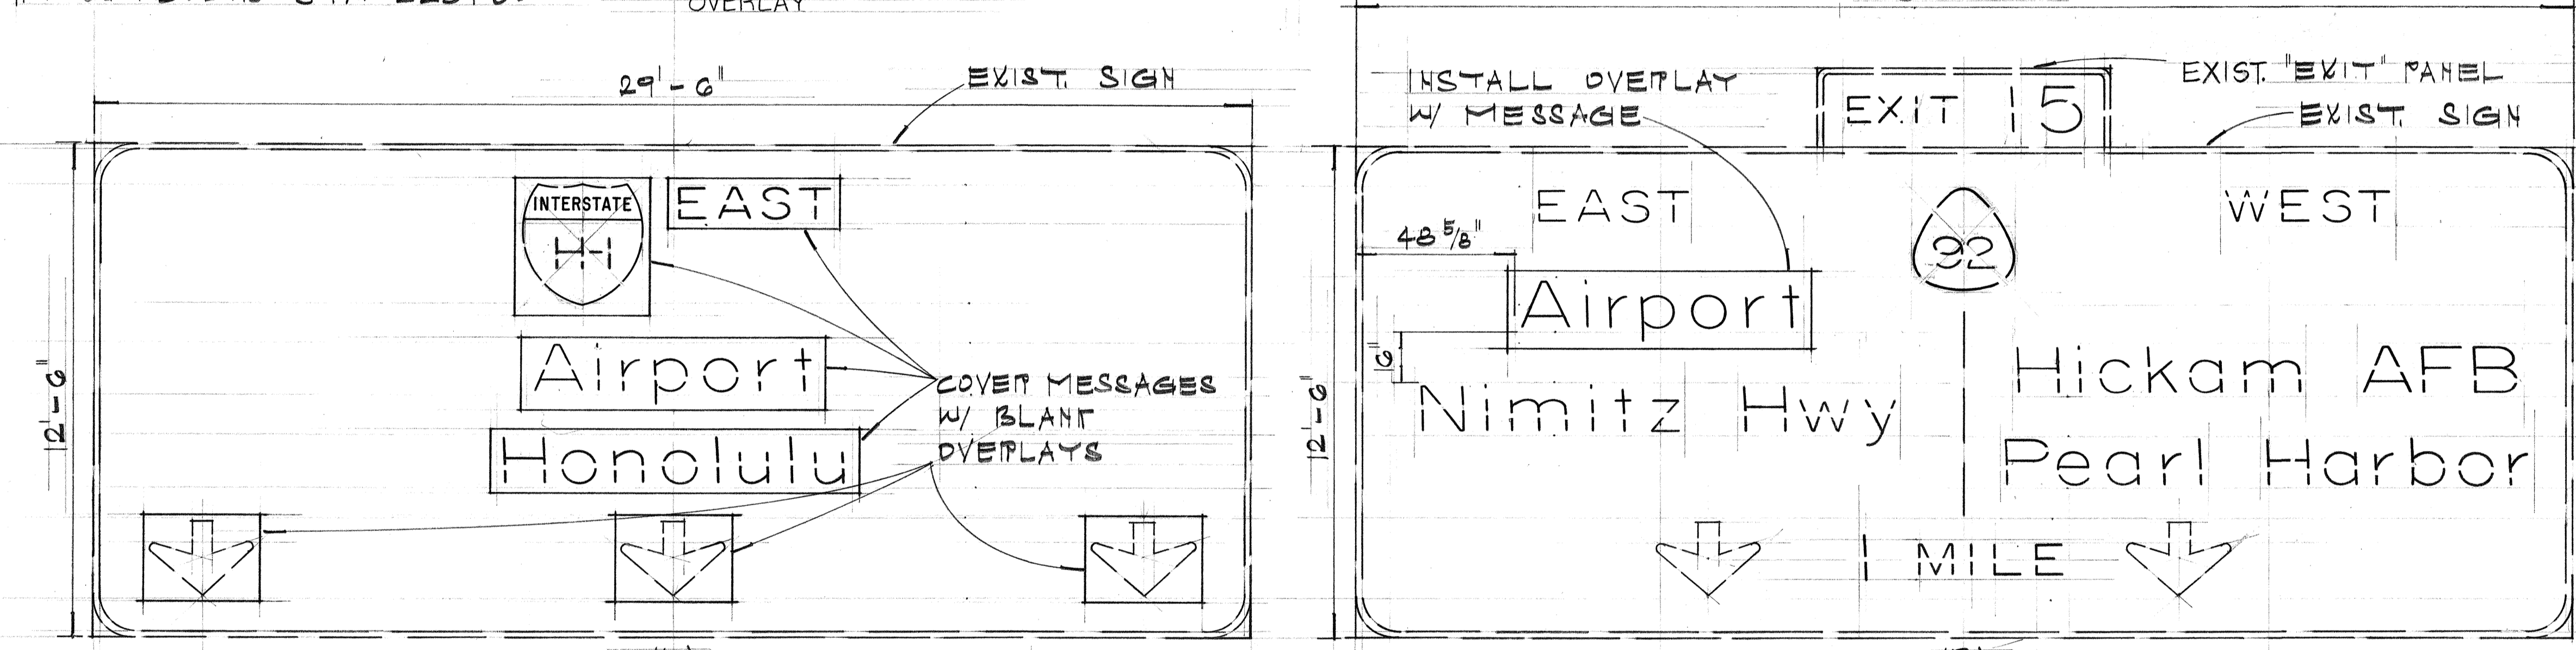 OVERLAY
29'-6"
EXIST. SIGN
12'-6"
INTERSTATE
H-1
EAST
Airport
Honolulu
COVER MESSAGES
W/ BLANK
OVERLAYS
INSTALL OVERLAY
W/ MESSAGE
EXIT 15
EXIST. "EXIT" PANEL
EXIST. SIGN
12'-6"
EAST
92
WEST
48 5/8"
Airport
6"
Nimitz Hwy
Hickam AFB
Pearl Harbor
1 MILE